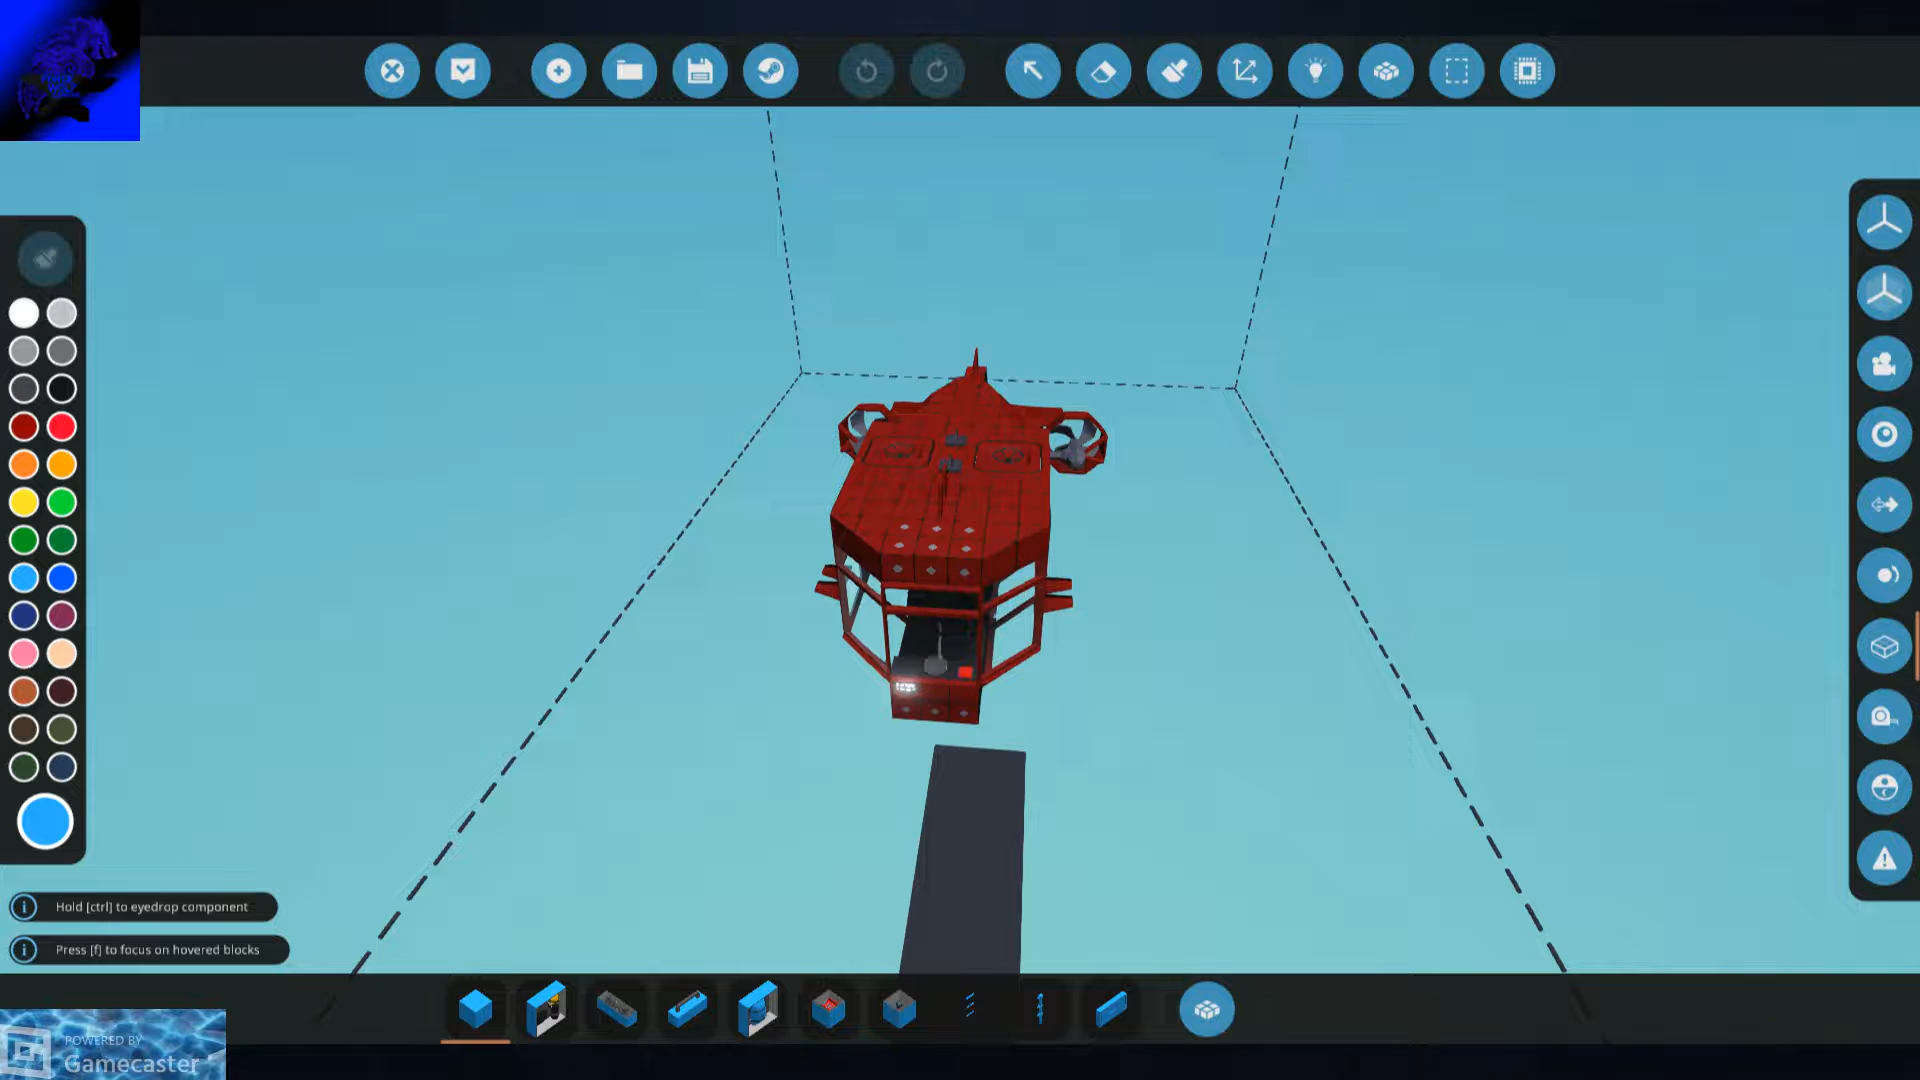 Hold [ctrl] to eyedrop component
Press [f] to focus on hovered blocks
POWERED BY
Gamecaster